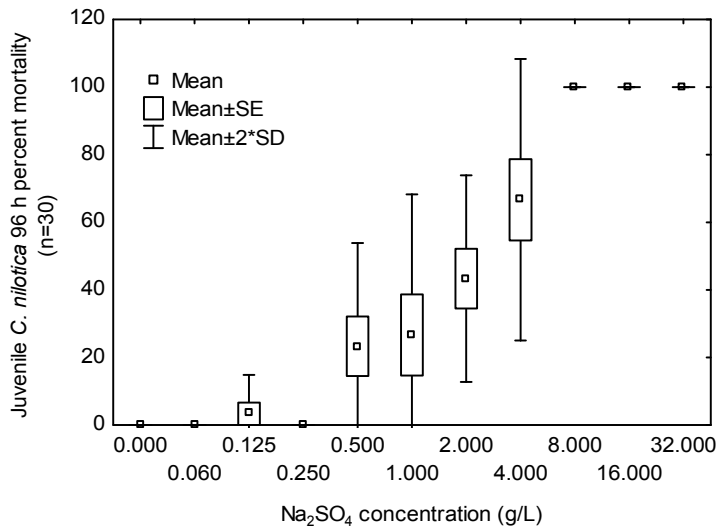 120
100
80
60
40
20
0
Juvenile C. nilotica 96 h percent mortality
(n=30)
Mean
Mean±SE
Mean±2*SD
0.000 0.125 0.500 2.000 8.000 32.000
0.060 0.250 1.000 4.000 16.000
Na₂SO₄ concentration (g/L)